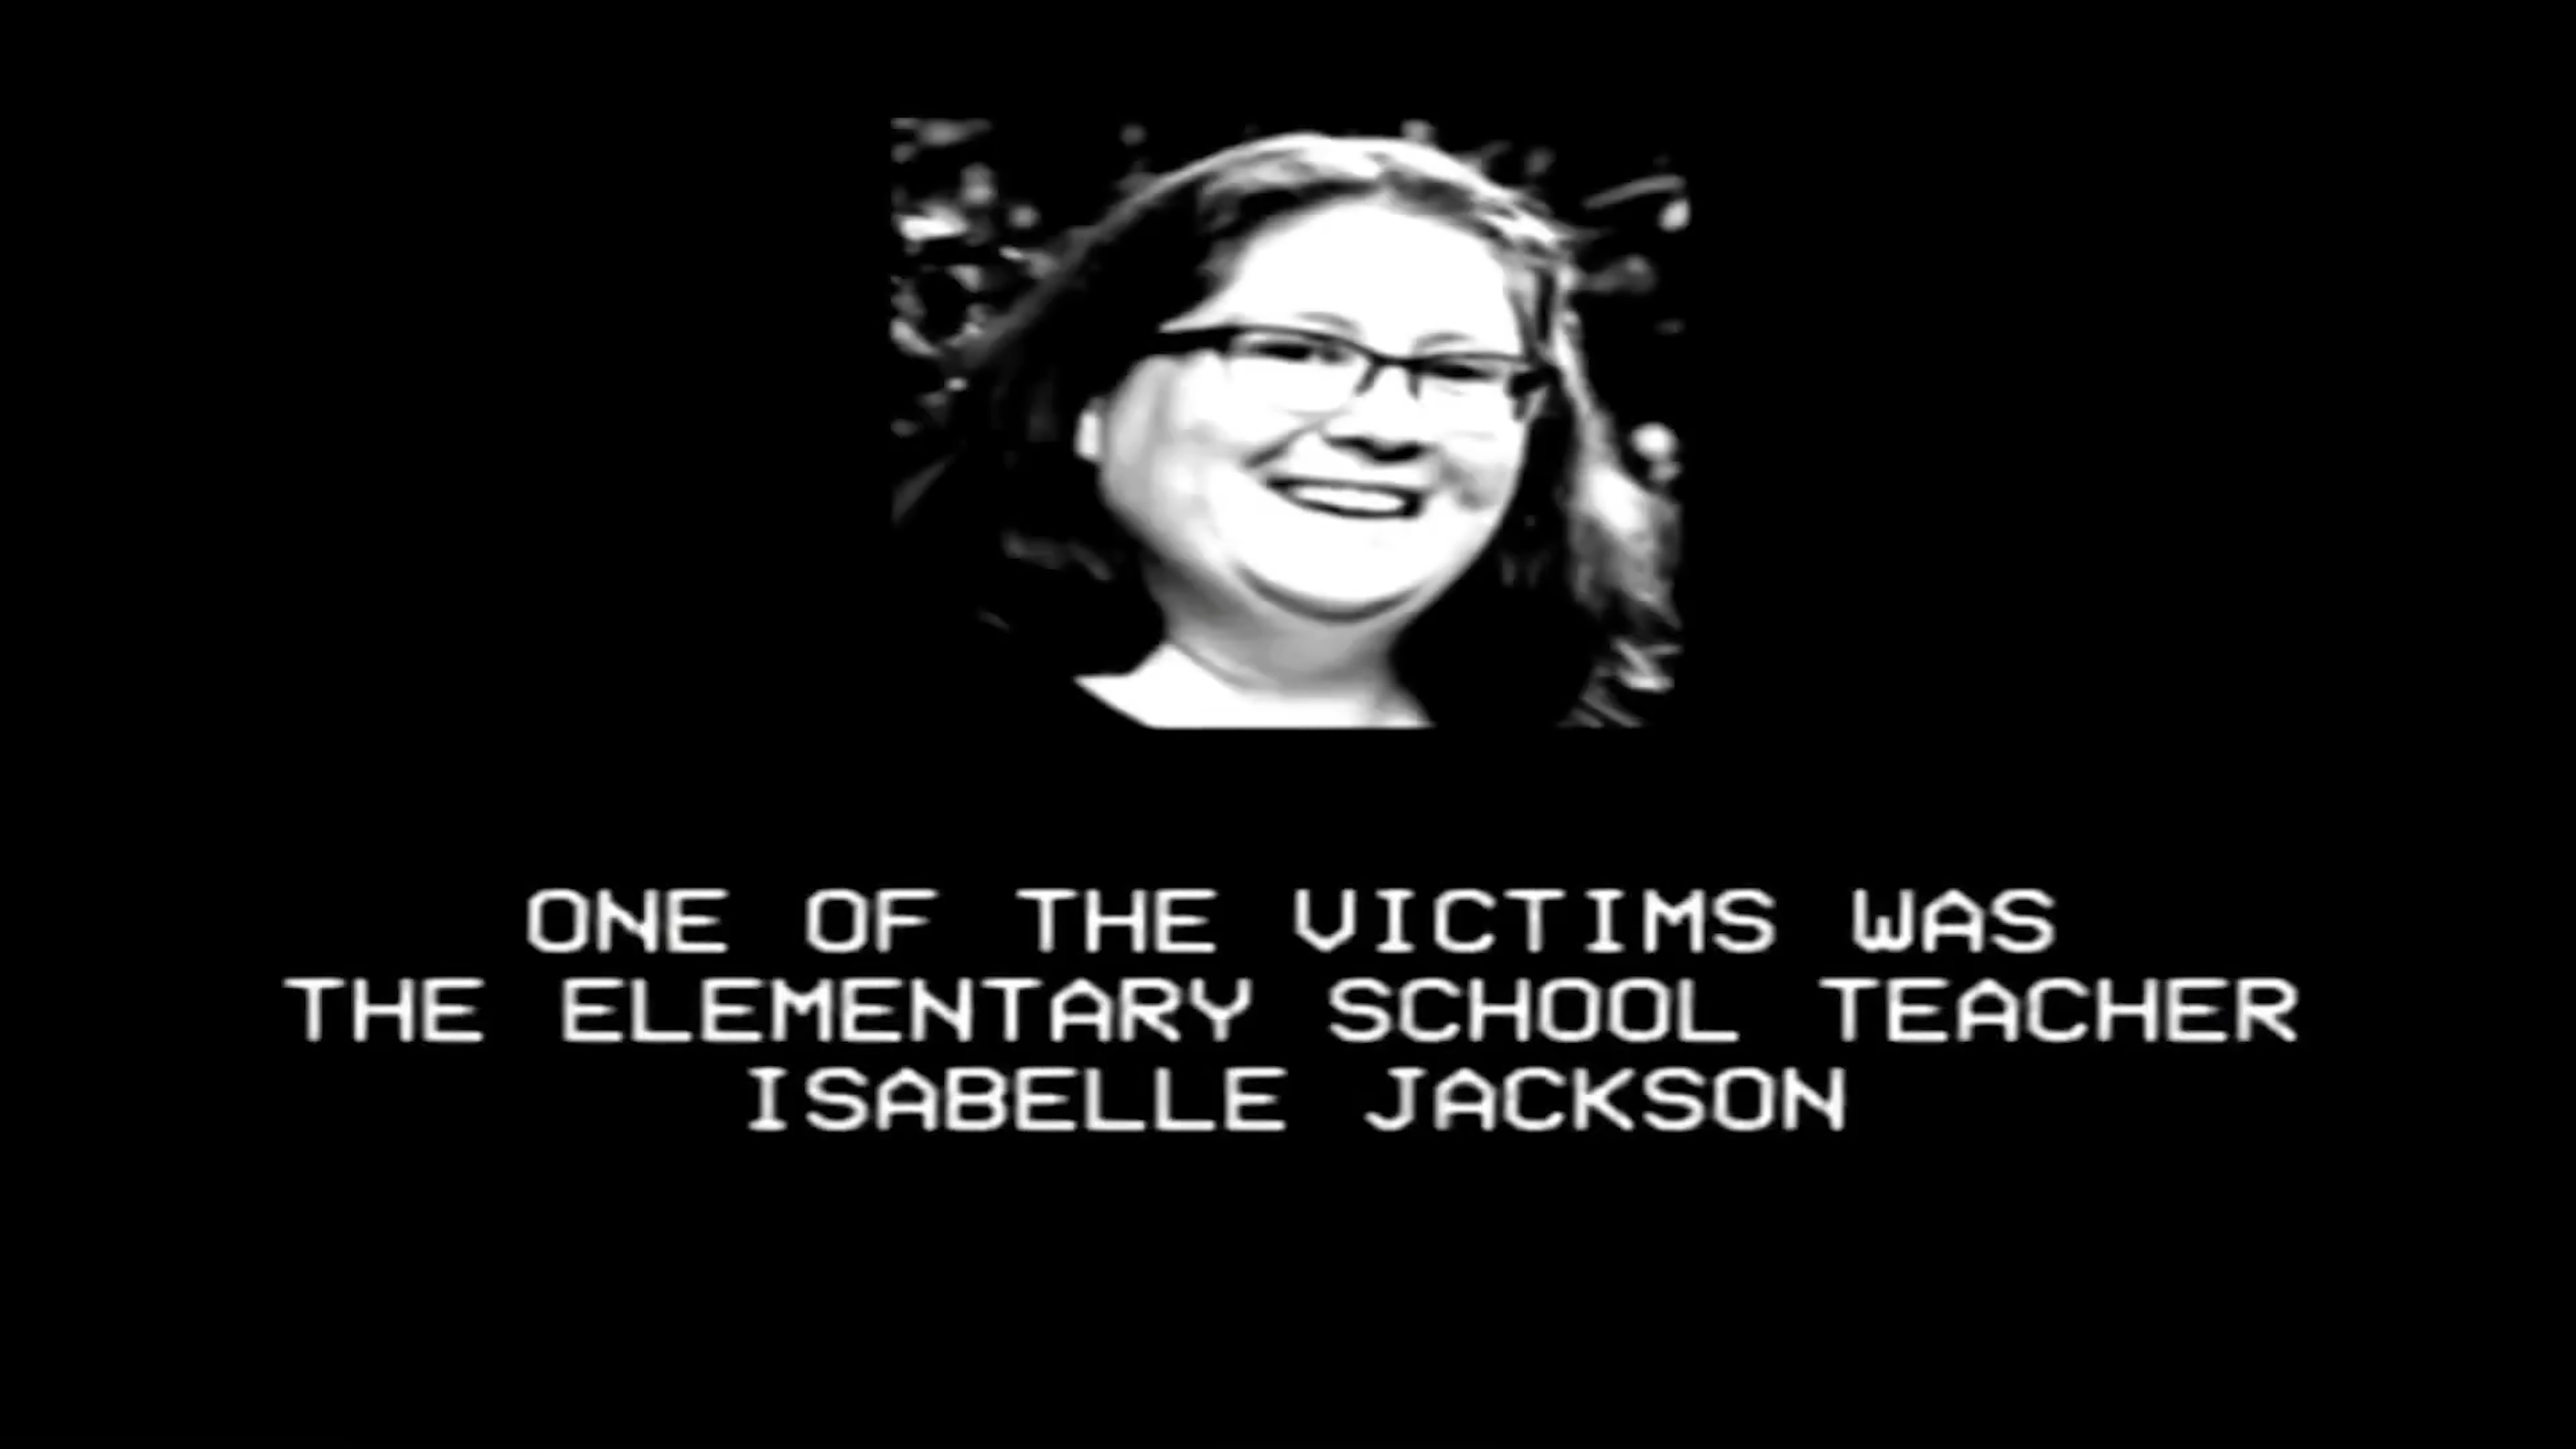 ONE OF THE VICTIMS WAS
THE ELEMENTARY SCHOOL TEACHER
ISABELLE JACKSON